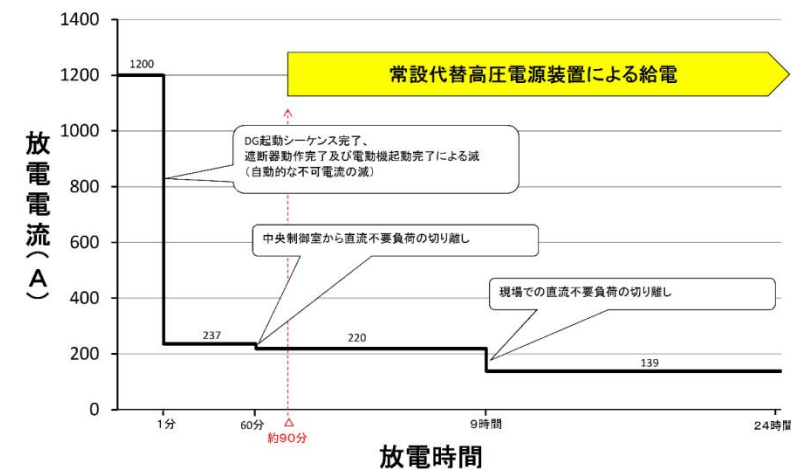 1400
1200
1000
800
600
400
200
0
放電電流(A)
1200
常設代替高圧電源装置による給電
DG起動シーケンス完了、
遮断器動作完了及び電動機起動完了による減
(自動的な不可電流の減)
中央制御室から直流不要負荷の切り離し
現場での直流不要負荷の切り離し
237
220
139
1分
60分
約90分
9時間
24時間
放電時間